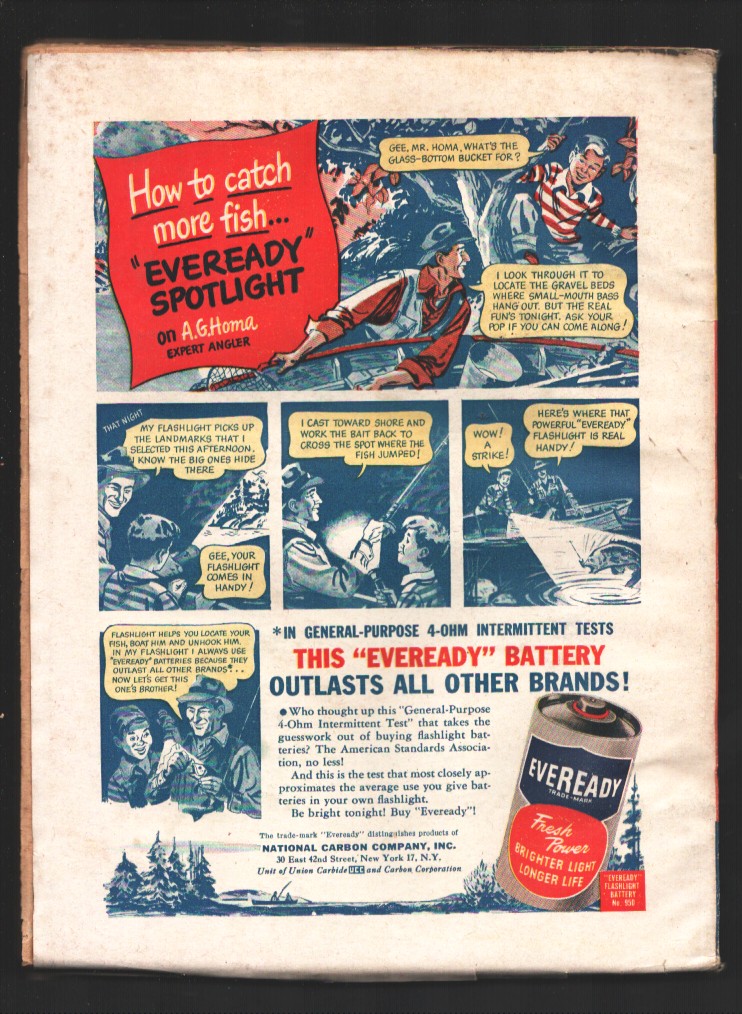 How to catch
more fish...
"EVEREADY"
SPOTLIGHT
on A.G. Homa
EXPERT ANGLER
GEE, MR. HOMA, WHAT'S THE
GLASS-BOTTOM BUCKET FOR?
I LOOK THROUGH IT TO
LOCATE THE GRAVEL BEDS
WHERE SMALL-MOUTH BASS
HANG OUT. BUT THE REAL
FUN'S TONIGHT. ASK YOUR
POP IF YOU CAN COME ALONG!
THAT NIGHT
MY FLASHLIGHT PICKS UP
THE LANDMARKS THAT I
SELECTED THIS AFTERNOON.
I KNOW THE BIG ONES HIDE
THERE
GEE, YOUR
FLASHLIGHT
COMES IN
HANDY!
I CAST TOWARD SHORE AND
WORK THE BAIT BACK TO
CROSS THE SPOT WHERE THE
FISH JUMPED!
WOW!
A
STRIKE!
HERE'S WHERE THAT
POWERFUL "EVEREADY"
FLASHLIGHT IS REAL
HANDY!
FLASHLIGHT HELPS YOU LOCATE YOUR
FISH, BOAT HIM AND UNHOOK HIM.
IN MY FLASHLIGHT I ALWAYS USE
"EVEREADY" BATTERIES BECAUSE THEY
OUTLAST ALL OTHER BRANDS*...
NOW LET'S GET THIS
ONE'S BROTHER!
*IN GENERAL-PURPOSE 4-OHM INTERMITTENT TESTS
THIS "EVEREADY" BATTERY
OUTLASTS ALL OTHER BRANDS!
● Who thought up this "General-Purpose
4-Ohm Intermittent Test" that takes the
guesswork out of buying flashlight bat-
teries? The American Standards Associa-
tion, no less!
And this is the test that most closely ap-
proximates the average use you give bat-
teries in your own flashlight.
Be bright tonight! Buy "Eveready"!
The trade-mark "Eveready" distinguishes products of
NATIONAL CARBON COMPANY, INC.
30 East 42nd Street, New York 17, N.Y.
Unit of Union Carbide UCC and Carbon Corporation
EVEREADY
TRADE-MARK
Fresh
Power
BRIGHTER LIGHT
LONGER LIFE
"EVEREADY"
FLASHLIGHT
BATTERY
No. 950